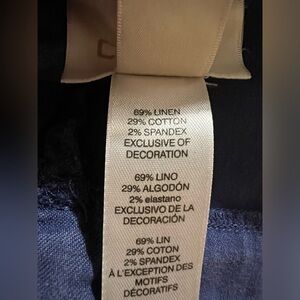 69% LINEN
29% COTTON
2% SPANDEX
EXCLUSIVE OF
DECORATION
69% LINO
29% ALGODÓN
2% elastano
EXCLUSIVO DE LA
DECORACIÓN
69% LIN
29% COTON
2% SPANDEX
À L'EXCEPTION DES
MOTIFS
DÉCORATIFS